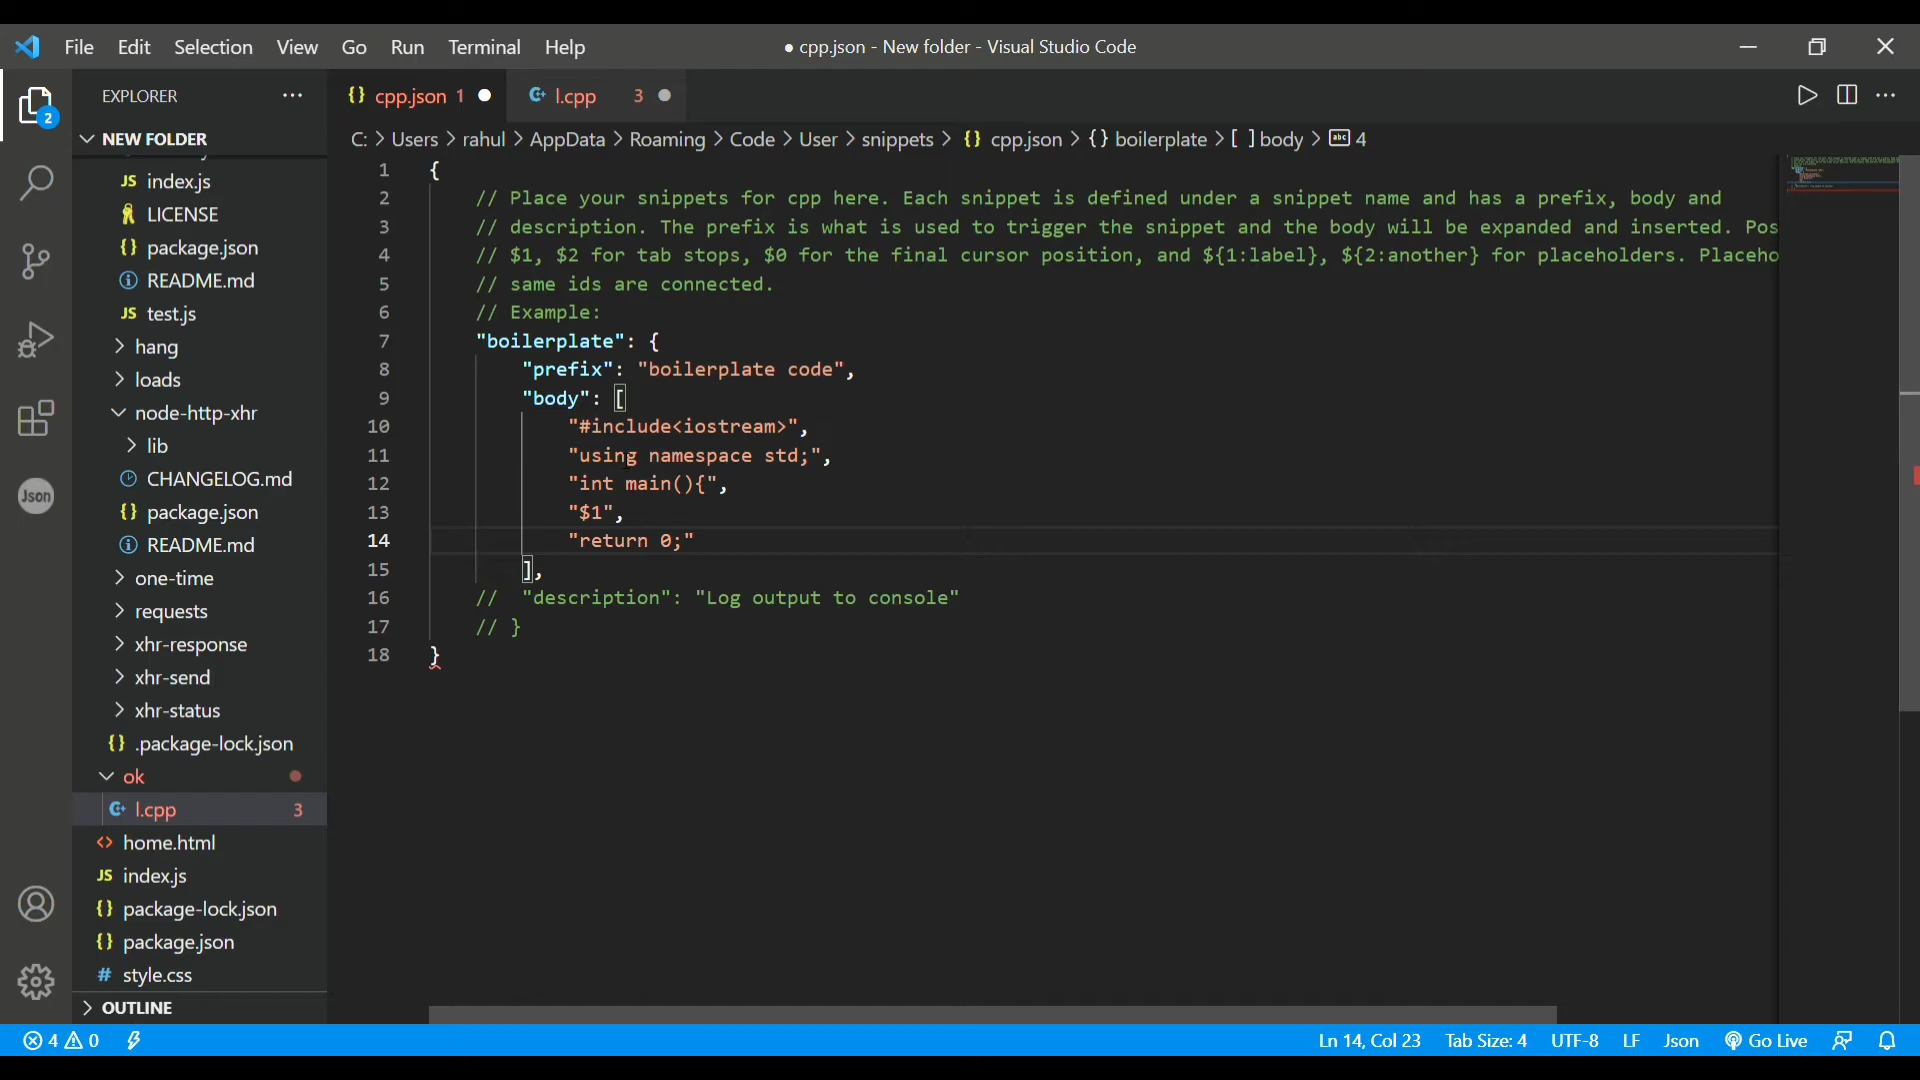 File Edit Selection View Go Run Terminal Help
● cpp.json - New folder - Visual Studio Code
2
EXPLORER
NEW FOLDER
JS index.js
LICENSE
{} package.json
README.md
JS test.js
hang
loads
node-http-xhr
lib
CHANGELOG.md
{} package.json
README.md
one-time
requests
xhr-response
xhr-send
xhr-status
{} .package-lock.json
ok
l.cpp 3
<> home.html
JS index.js
{} package-lock.json
{} package.json
# style.css
OUTLINE
Json
{} cpp.json 1 ● l.cpp 3 ●
C: > Users > rahul > AppData > Roaming > Code > User > snippets > {} cpp.json > {} boilerplate > [ ] body > abc 4
1 {
2 // Place your snippets for cpp here. Each snippet is defined under a snippet name and has a prefix, body and
3 // description. The prefix is what is used to trigger the snippet and the body will be expanded and inserted. Pos
4 // $1, $2 for tab stops, $0 for the final cursor position, and ${1:label}, ${2:another} for placeholders. Placeho
5 // same ids are connected.
6 // Example:
7 "boilerplate": {
8 "prefix": "boilerplate code",
9 "body": [
10 "#include<iostream>",
11 "using namespace std;",
12 "int main(){",
13 "$1",
14 "return 0;"
15 ],
16 // "description": "Log output to console"
17 // }
18 }
4 0 Ln 14, Col 23 Tab Size: 4 UTF-8 LF Json Go Live